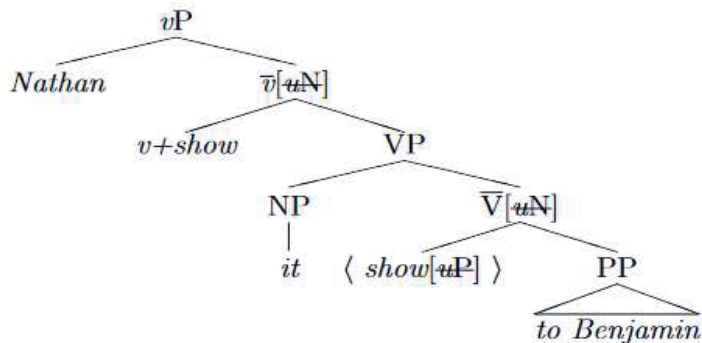 vP
Nathan v̅[uN]
v+show VP
NP V̅[uN]
it ⟨ show[uP] ⟩ PP
to Benjamin